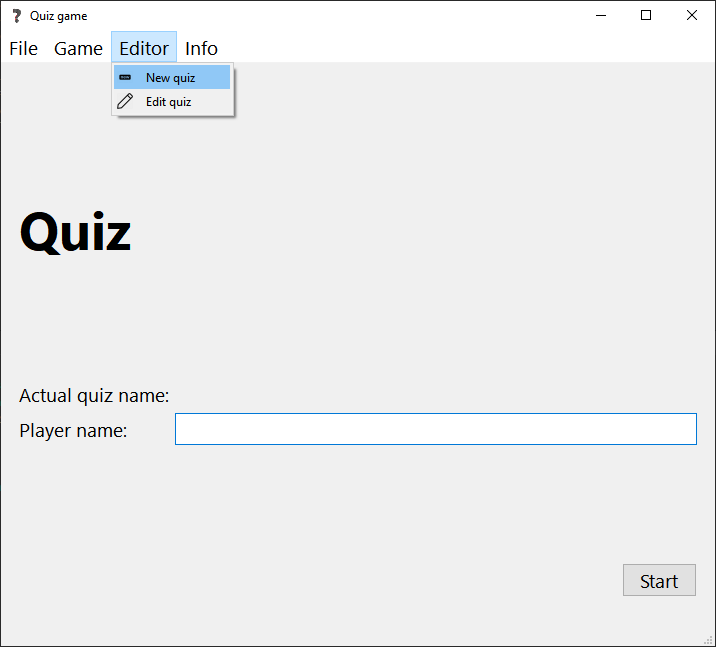 Quiz game
File Game Editor Info
New quiz
Edit quiz
Quiz
Actual quiz name:
Player name:
Start